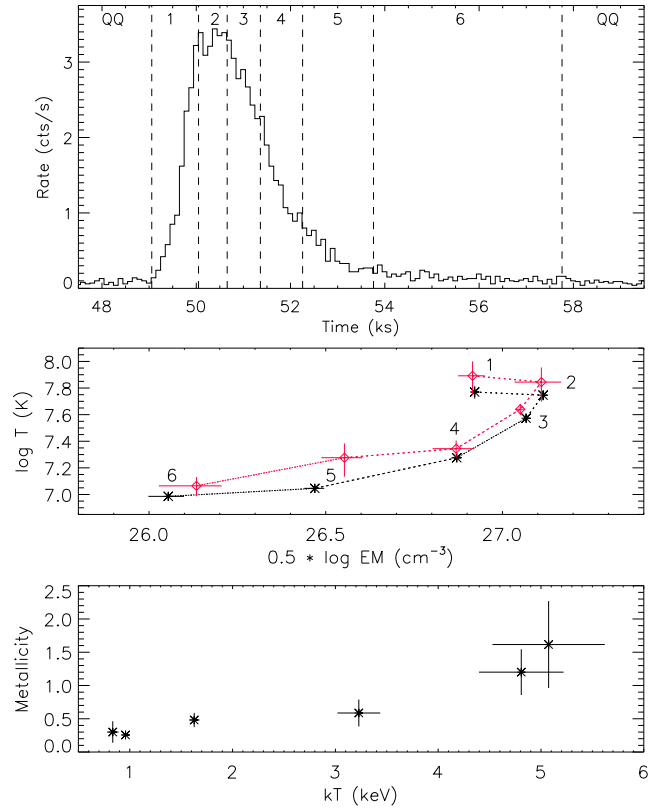 QQ 1 2 3 4 5 6 QQ
3
2
1
0
Rate (cts/s)
48 50 52 54 56 58
Time (ks)
8.0
7.8
7.6
7.4
7.2
7.0
log T (K)
1
2
3
4
5
6
26.0 26.5 27.0
0.5 * log EM (cm⁻³)
2.5
2.0
1.5
1.0
0.5
0.0
Metallicity
1 2 3 4 5 6
kT (keV)